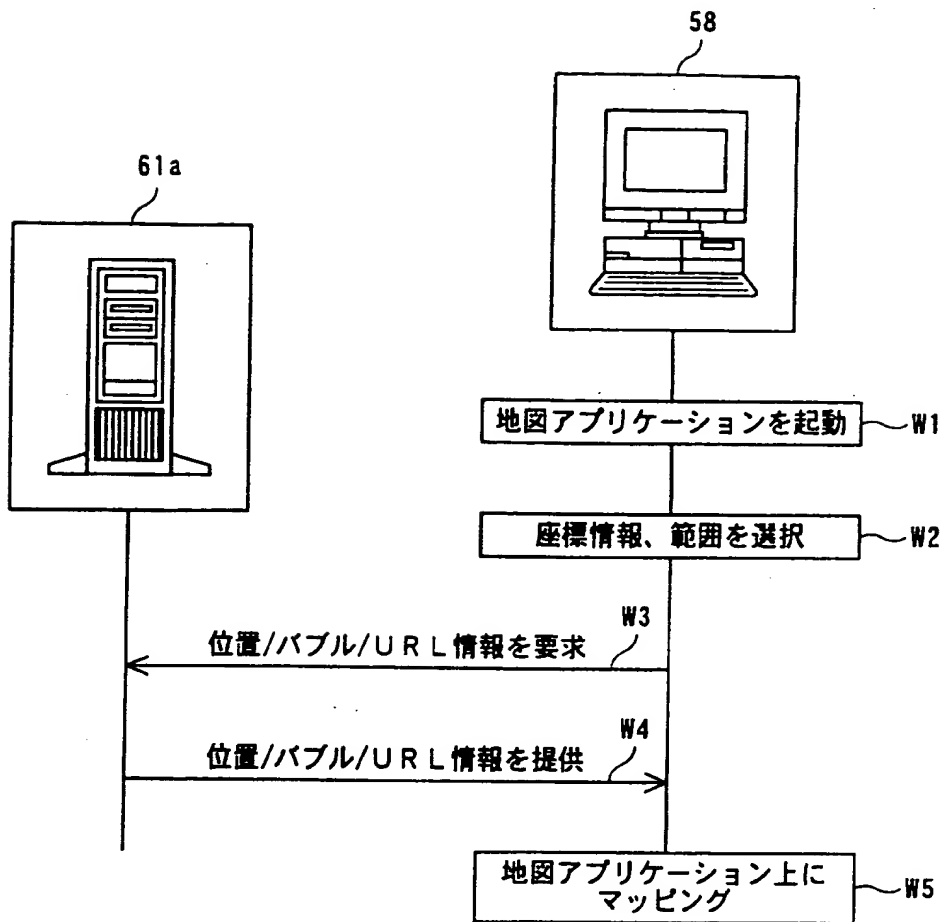 58
61a
地図アプリケーションを起動
W1
座標情報、範囲を選択
W2
W3
位置/バブル/URL情報を要求
W4
位置/バブル/URL情報を提供
地図アプリケーション上に
マッピング
W5